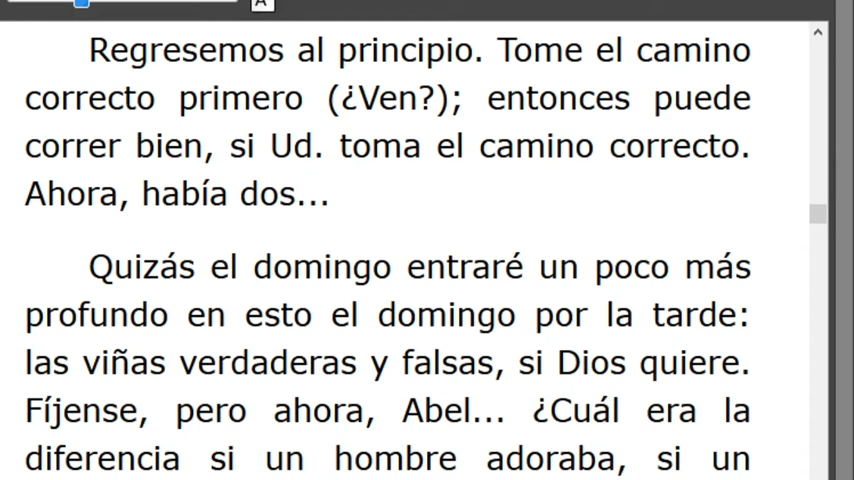 A
Regresemos al principio. Tome el camino
correcto primero (¿Ven?); entonces puede
correr bien, si Ud. toma el camino correcto.
Ahora, había dos...
Quizás el domingo entraré un poco más
profundo en esto el domingo por la tarde:
las viñas verdaderas y falsas, si Dios quiere.
Fíjense, pero ahora, Abel... ¿Cuál era la
diferencia si un hombre adoraba, si un